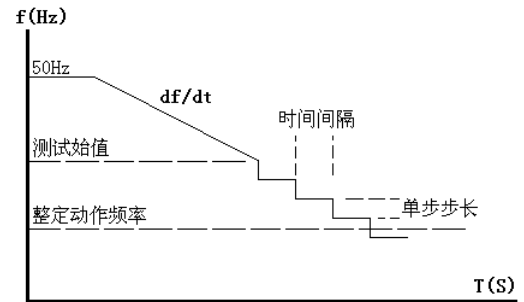 f(Hz)
50Hz
df/dt
时间间隔
测试始值
单步步长
整定动作频率
T(S)